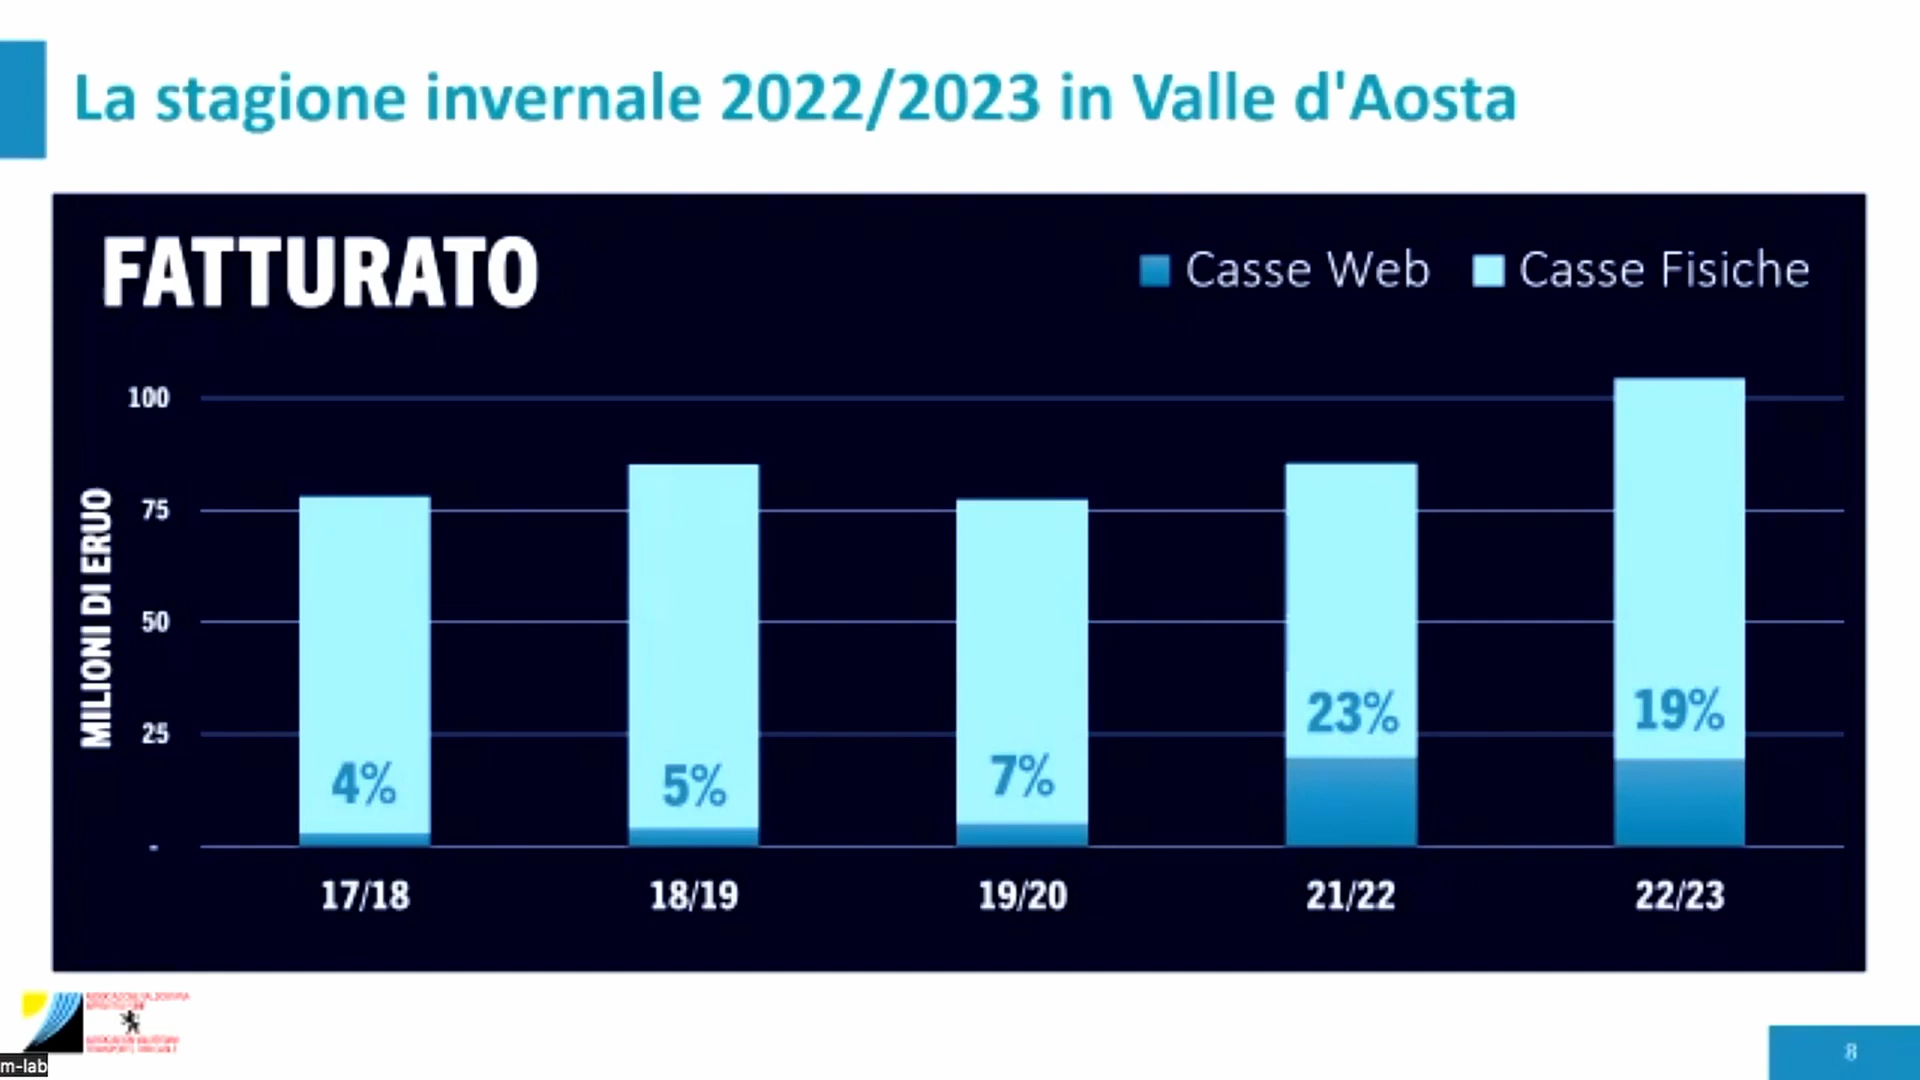 La stagione invernale 2022/2023 in Valle d'Aosta
FATTURATO
Casse Web
Casse Fisiche
MILIONI DI ERUO
100
75
50
25
-
4%
5%
7%
23%
19%
17/18
18/19
19/20
21/22
22/23
m-lab
8